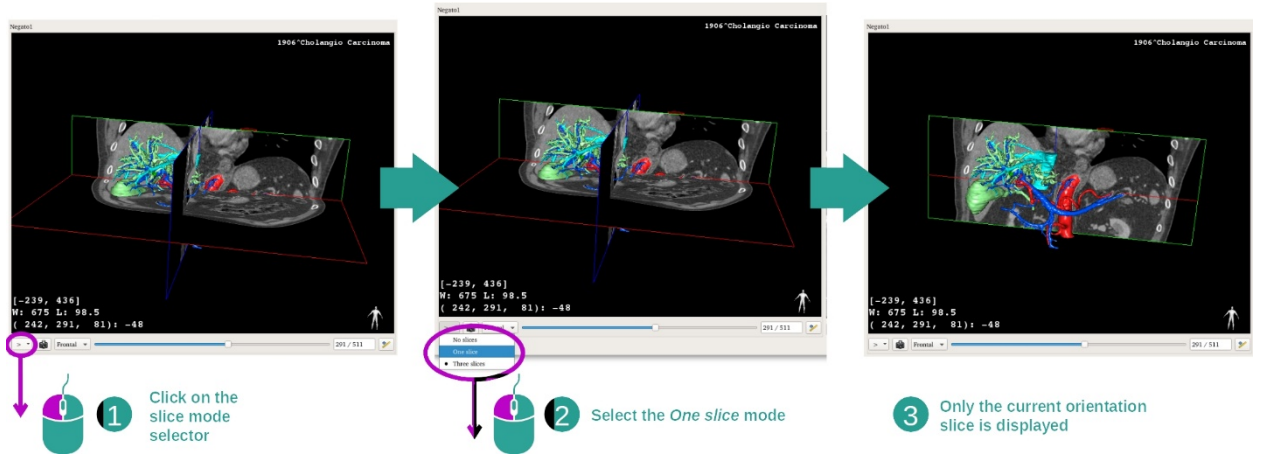 Negato1
1906^Cholangio Carcinoma
[-239, 436]
W: 675 L: 98.5
( 242, 291, 81): -48
> Frontal 291 / 511
1
Click on the
slice mode
selector
Negato1
1906^Cholangio Carcinoma
[-239, 436]
W: 675 L: 98.5
( 242, 291, 81): -48
291 / 511
No slices
One slice
Three slices
2
Select the One slice mode
Negato1
1906^Cholangio Carcinoma
[-239, 436]
W: 675 L: 98.5
( 242, 291, 81): -48
> Frontal 291 / 511
3
Only the current orientation
slice is displayed